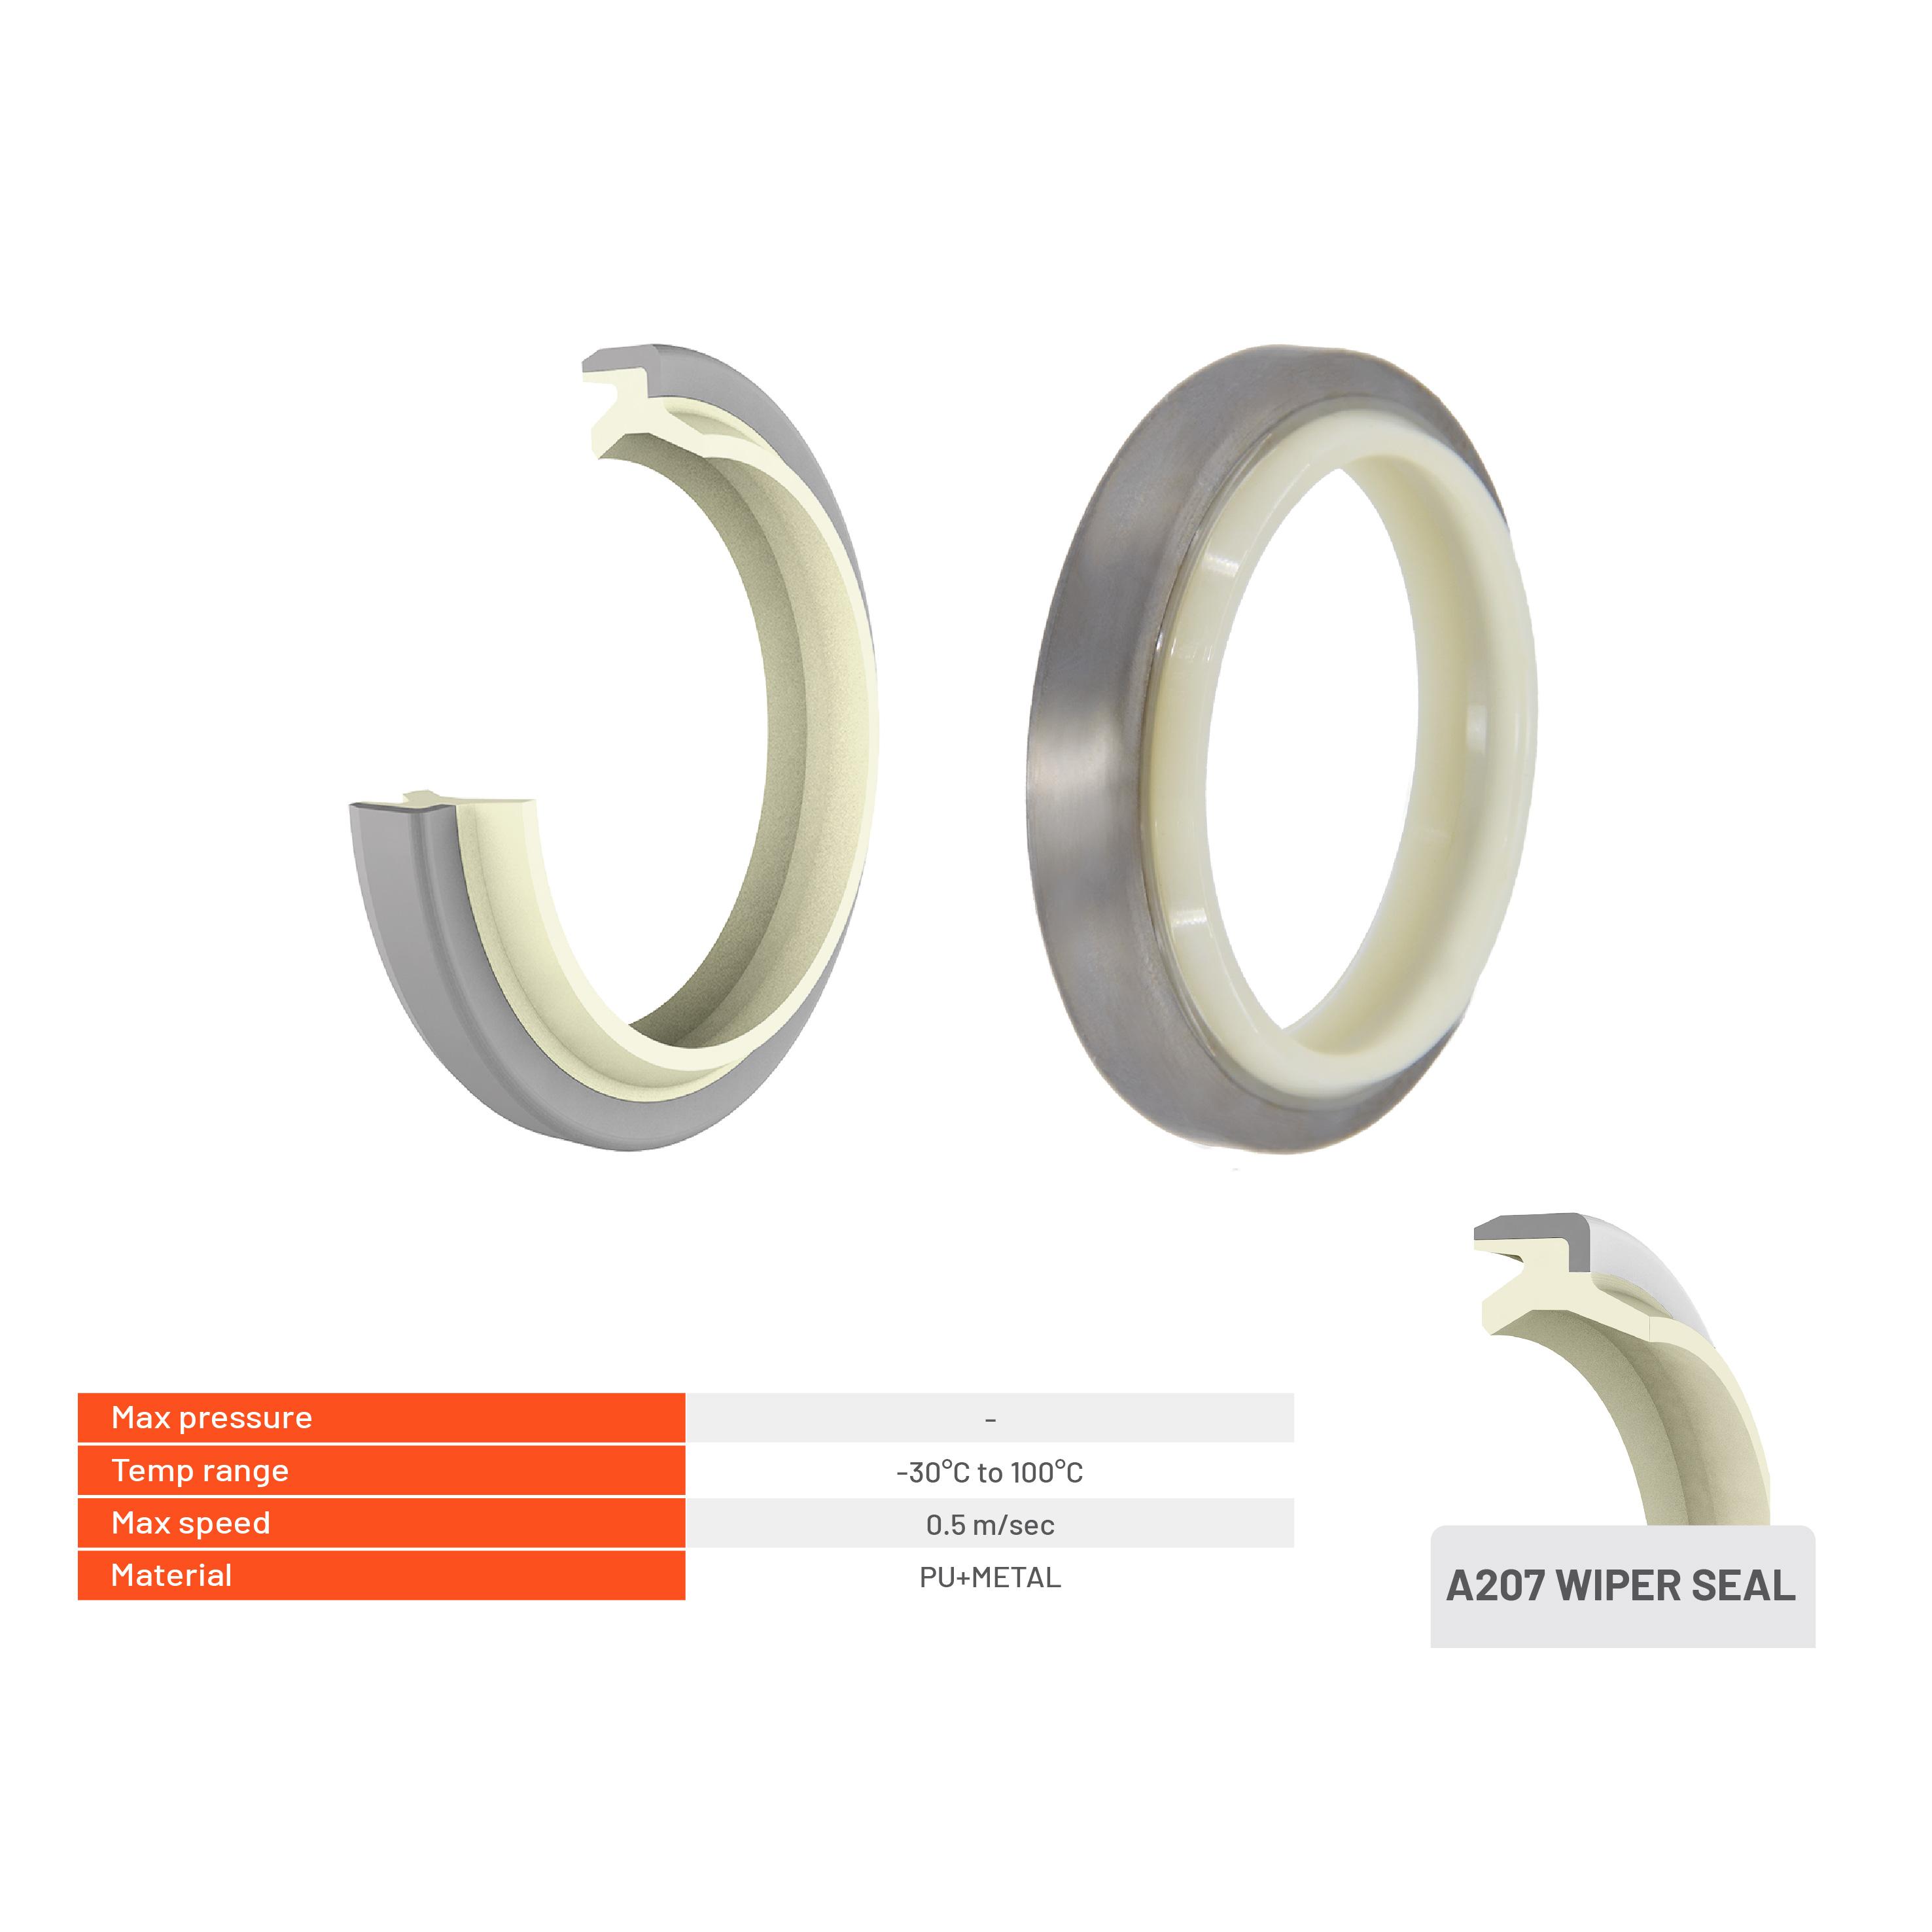 Max pressure -
Temp range -30°C to 100°C
Max speed 0.5 m/sec
Material PU+METAL
A207 WIPER SEAL